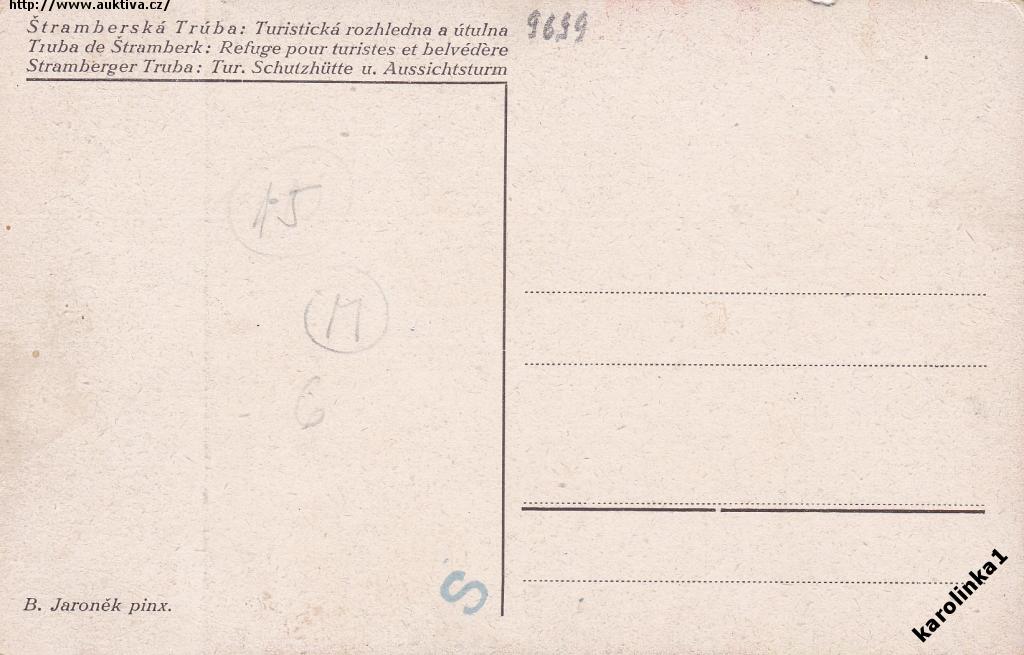 http://www.auktiva.cz/
Štramberská Trúba: Turistická rozhledna a útulna
Truba de Štramberk: Refuge pour turistes et belvédère
Stramberger Truba: Tur. Schutzhütte u. Aussichtsturm
9699
15
M
6
S
B. Jaroněk pinx.
karolinka1